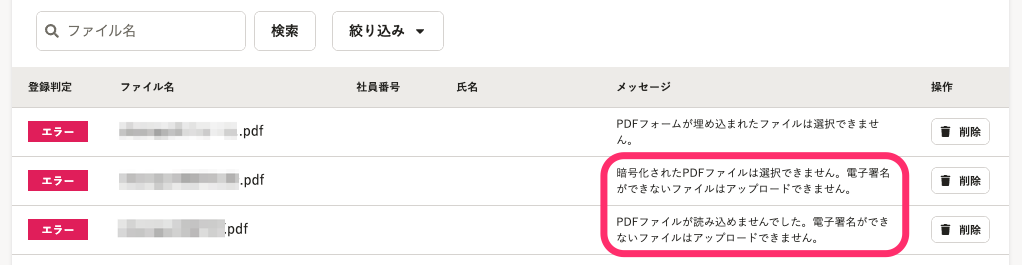 ファイル名
検索
絞り込み
登録判定 ファイル名 社員番号 氏名 メッセージ 操作
エラー .pdf PDFフォームが埋め込まれたファイルは選択できませ 削除
ん。
エラー .pdf 暗号化されたPDFファイルは選択できません。電子署名 削除
ができないファイルはアップロードできません。
エラー .pdf PDFファイルが読み込めませんでした。電子署名ができ 削除
ないファイルはアップロードできません。